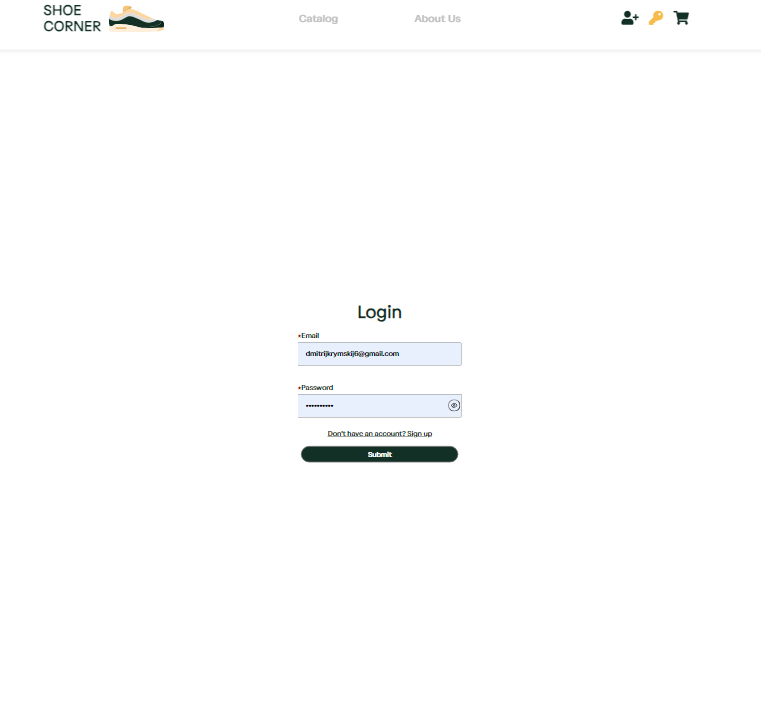 SHOE
CORNER
Catalog
About Us
Login
*Email
dmitrijkrymskij6@gmail.com
*Password
••••••••••
Don't have an account? Sign up
Submit